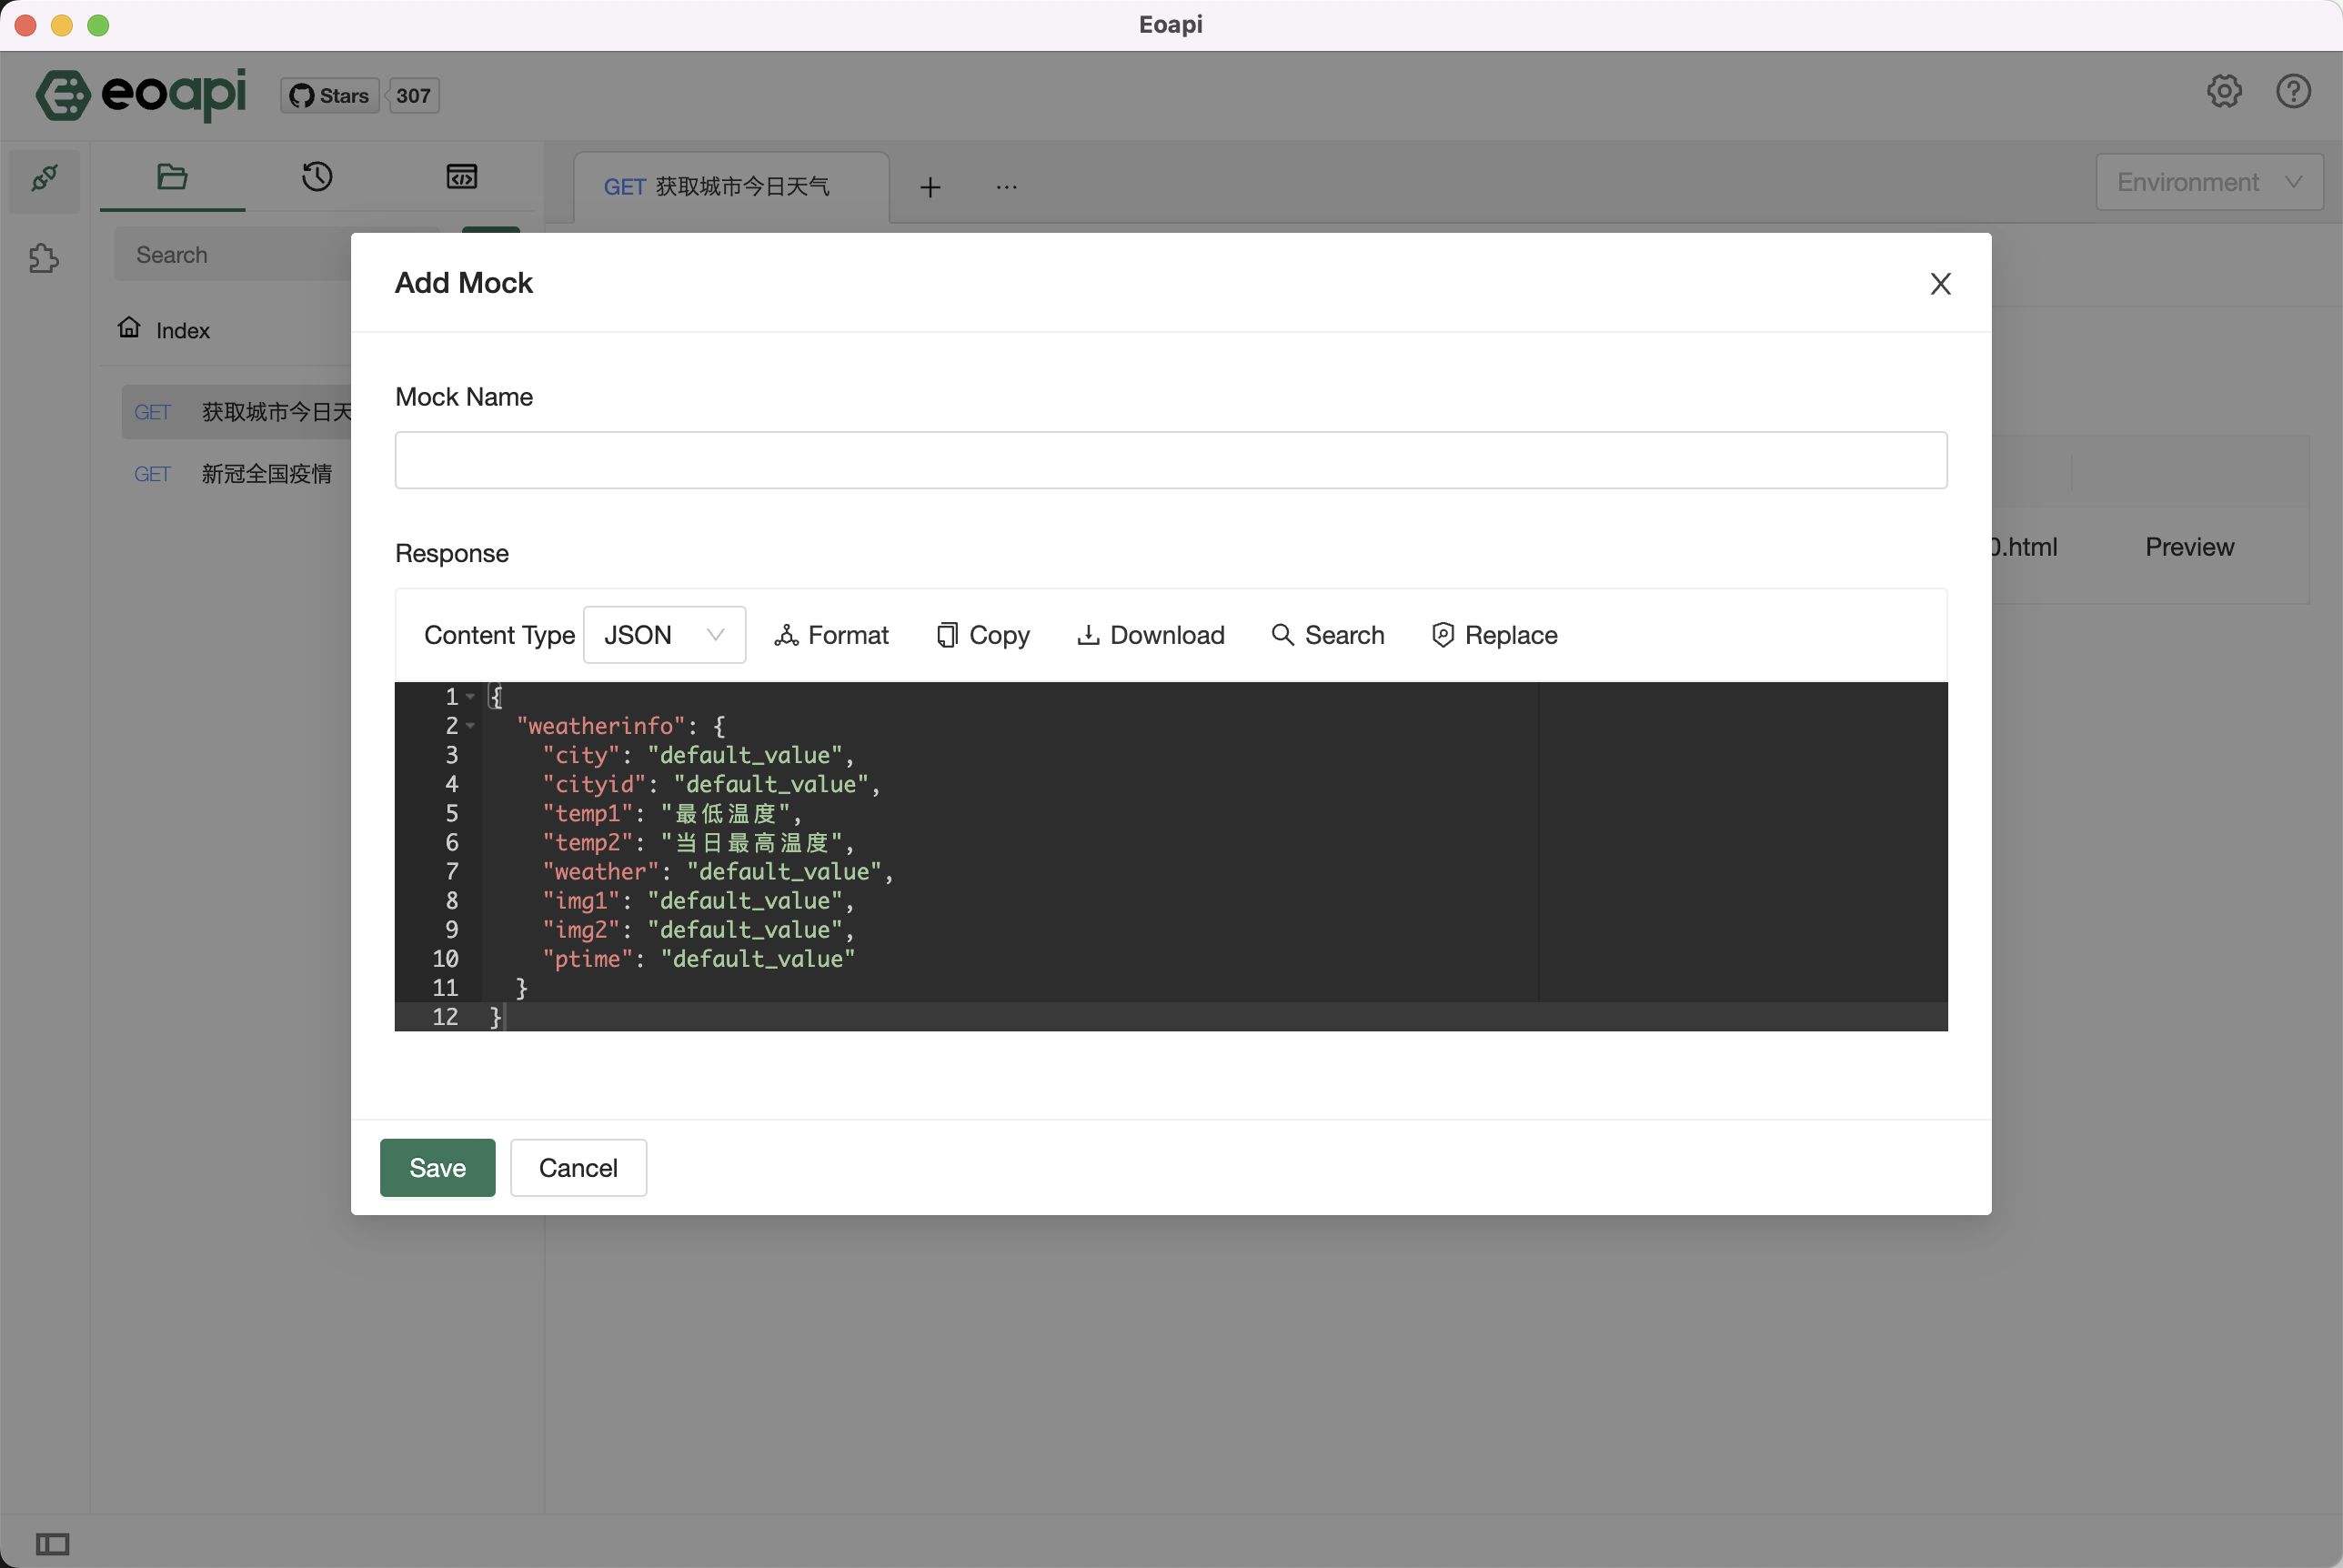 Eoapi
eoapi
Stars 307
GET 获取城市今日天气
Environment
Search
Index
GET 获取城市今日天
GET 新冠全国疫情
Add Mock
Mock Name
Response
Content Type JSON Format Copy Download Search Replace
1 {
2 "weatherinfo": {
3 "city": "default_value",
4 "cityid": "default_value",
5 "temp1": "最低温度",
6 "temp2": "当日最高温度",
7 "weather": "default_value",
8 "img1": "default_value",
9 "img2": "default_value",
10 "ptime": "default_value"
11 }
12 }
Save Cancel
0.html Preview